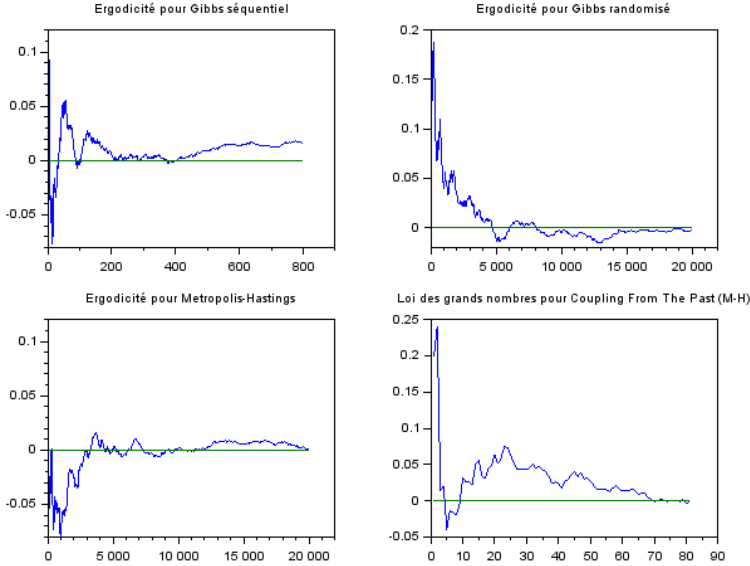 Ergodicité pour Gibbs séquentiel
0.1
0.05
0
-0.05
0 200 400 600 800
Ergodicité pour Gibbs randomisé
0.2
0.15
0.1
0.05
0
0 5 000 10 000 15 000 20 000
Ergodicité pour Metropolis-Hastings
0.1
0.05
0
-0.05
0 5 000 10 000 15 000 20 000
Loi des grands nombres pour Coupling From The Past (M-H)
0.25
0.2
0.15
0.1
0.05
0
-0.05
0 10 20 30 40 50 60 70 80 90